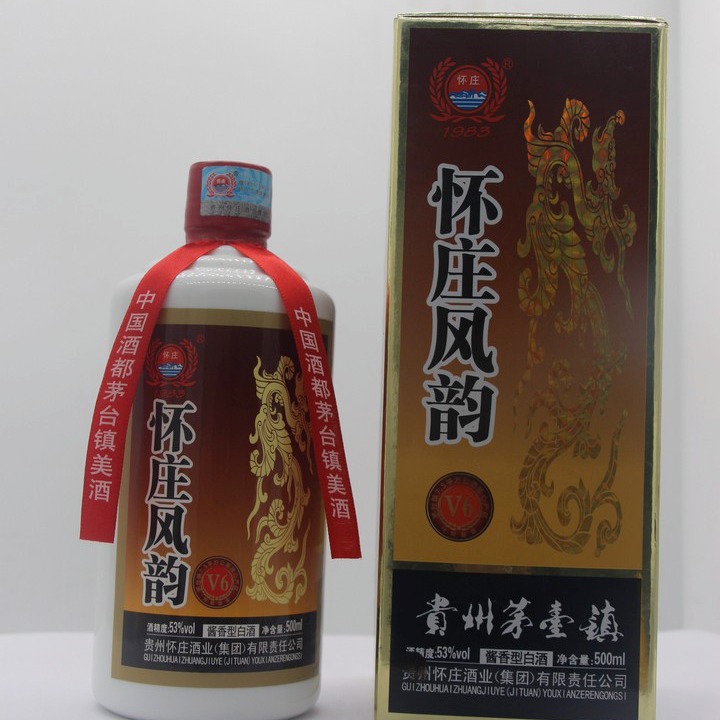 怀庄
中国酒都茅台镇美酒
中国酒都茅台镇美酒
怀庄
怀庄风韵
V6
酒精度:53%vol 酱香型白酒 净含量:500ml
贵州怀庄酒业(集团)有限责任公司
GUIZHOUHUAIZHUANGJIUYE(JITUAN)YOUXIANZERENGONGSI
怀庄
®
1983
怀庄风韵
V6
貴州茅臺鎮
酒精度:53%vol 酱香型白酒 净含量:500ml
贵州怀庄酒业(集团)有限责任公司
GUIZHOUHUAIZHUANGJIUYE(JITUAN)YOUXIANZERENGONGSI